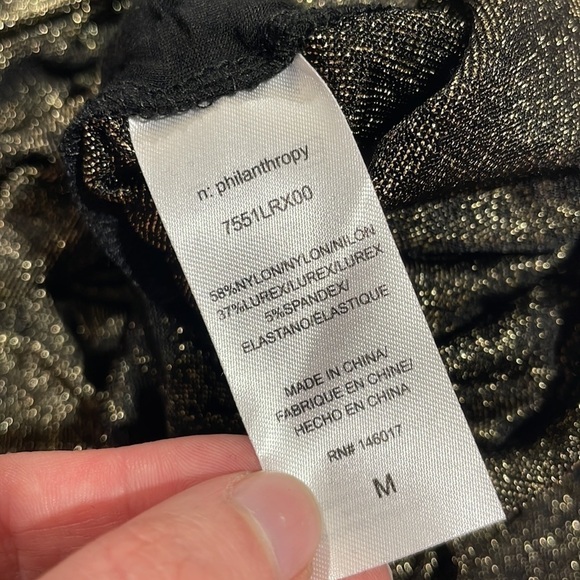 n: philanthropy
7551LRX00
58%NYLON/NYLON/NILON
37%LUREX/LUREX/LUREX
5%SPANDEX/
ELASTANO/ÉLASTIQUE
MADE IN CHINA/
FABRIQUE EN CHINE/
HECHO EN CHINA
RN# 146017
M